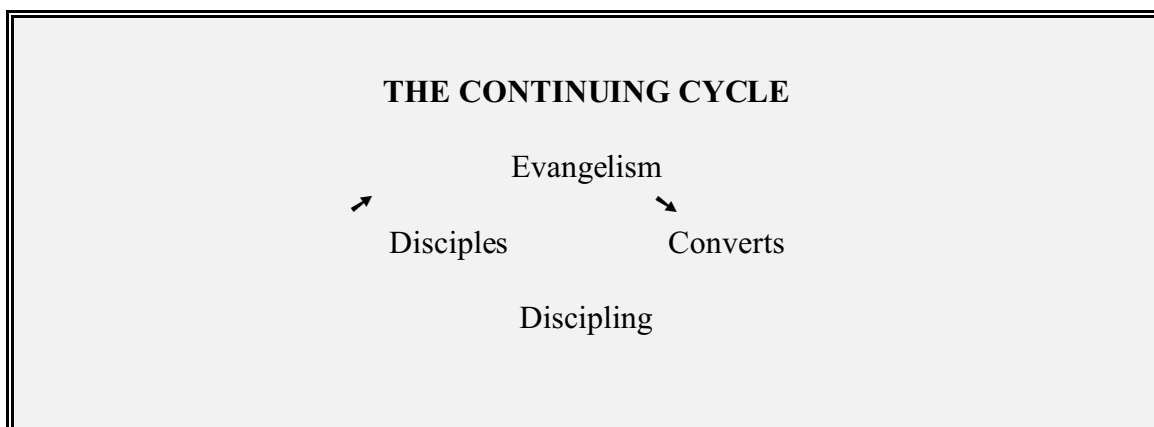 THE CONTINUING CYCLE
Evangelism
Disciples Converts
Discipling